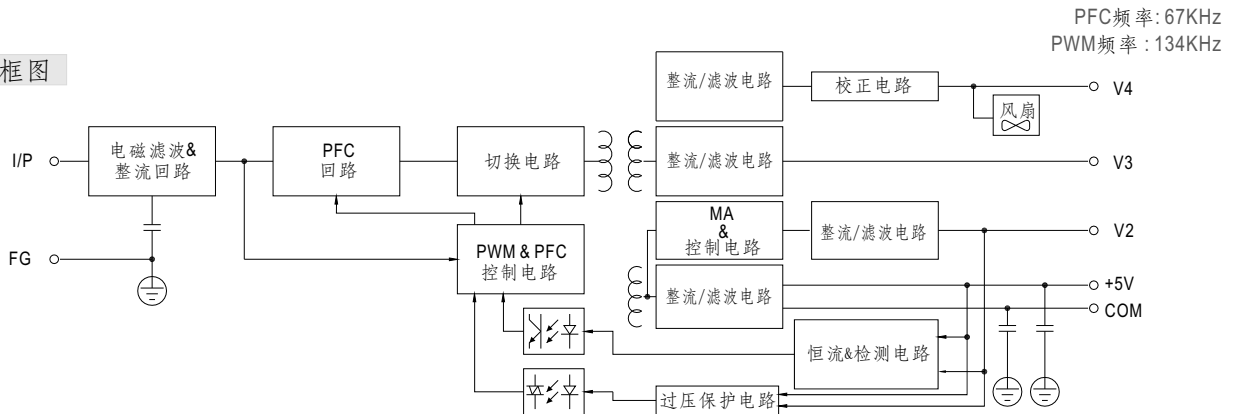 PFC频率: 67KHz
PWM频率 : 134KHz
框图
整流/滤波电路
校正电路
V4
风扇
I/P
电磁滤波&
整流回路
PFC
回路
切换电路
整流/滤波电路
V3
MA
&
控制电路
整流/滤波电路
V2
FG
PWM & PFC
控制电路
整流/滤波电路
+5V
COM
恒流&检测电路
过压保护电路